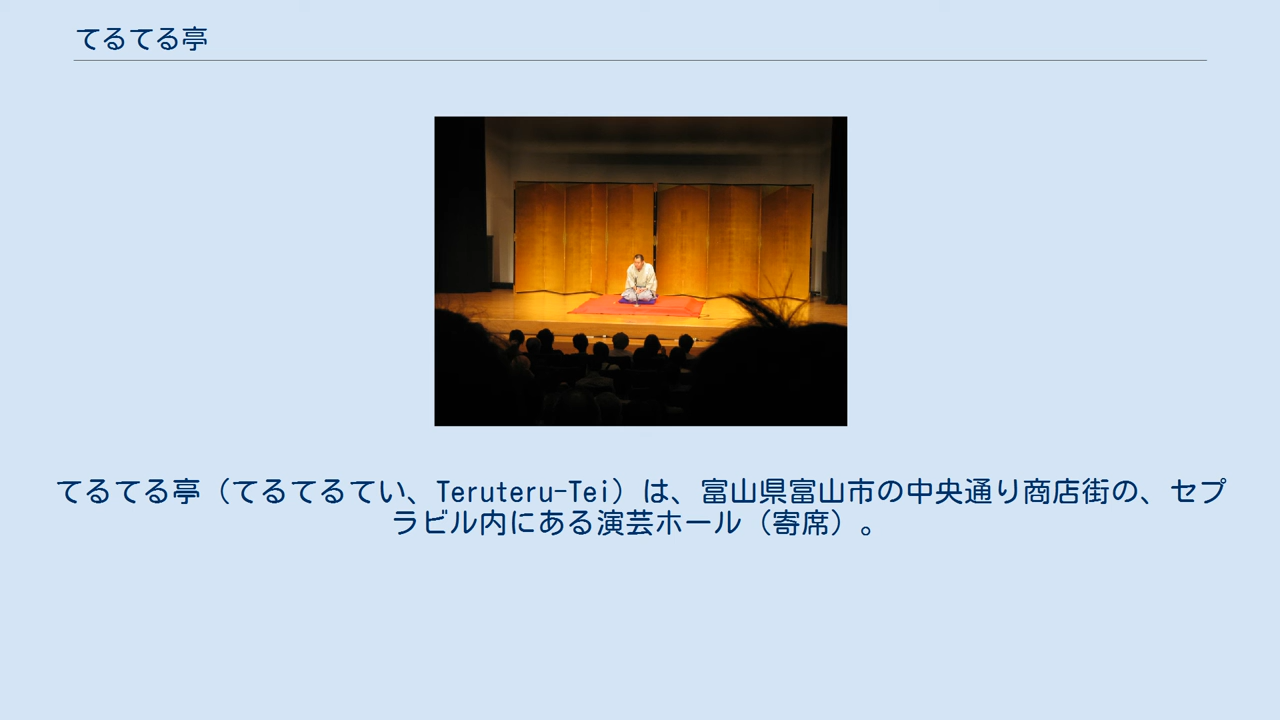 てるてる亭
てるてる亭（てるてるてい、Teruteru-Tei）は、富山県富山市の中央通り商店街の、セプ
ラビル内にある演芸ホール（寄席）。